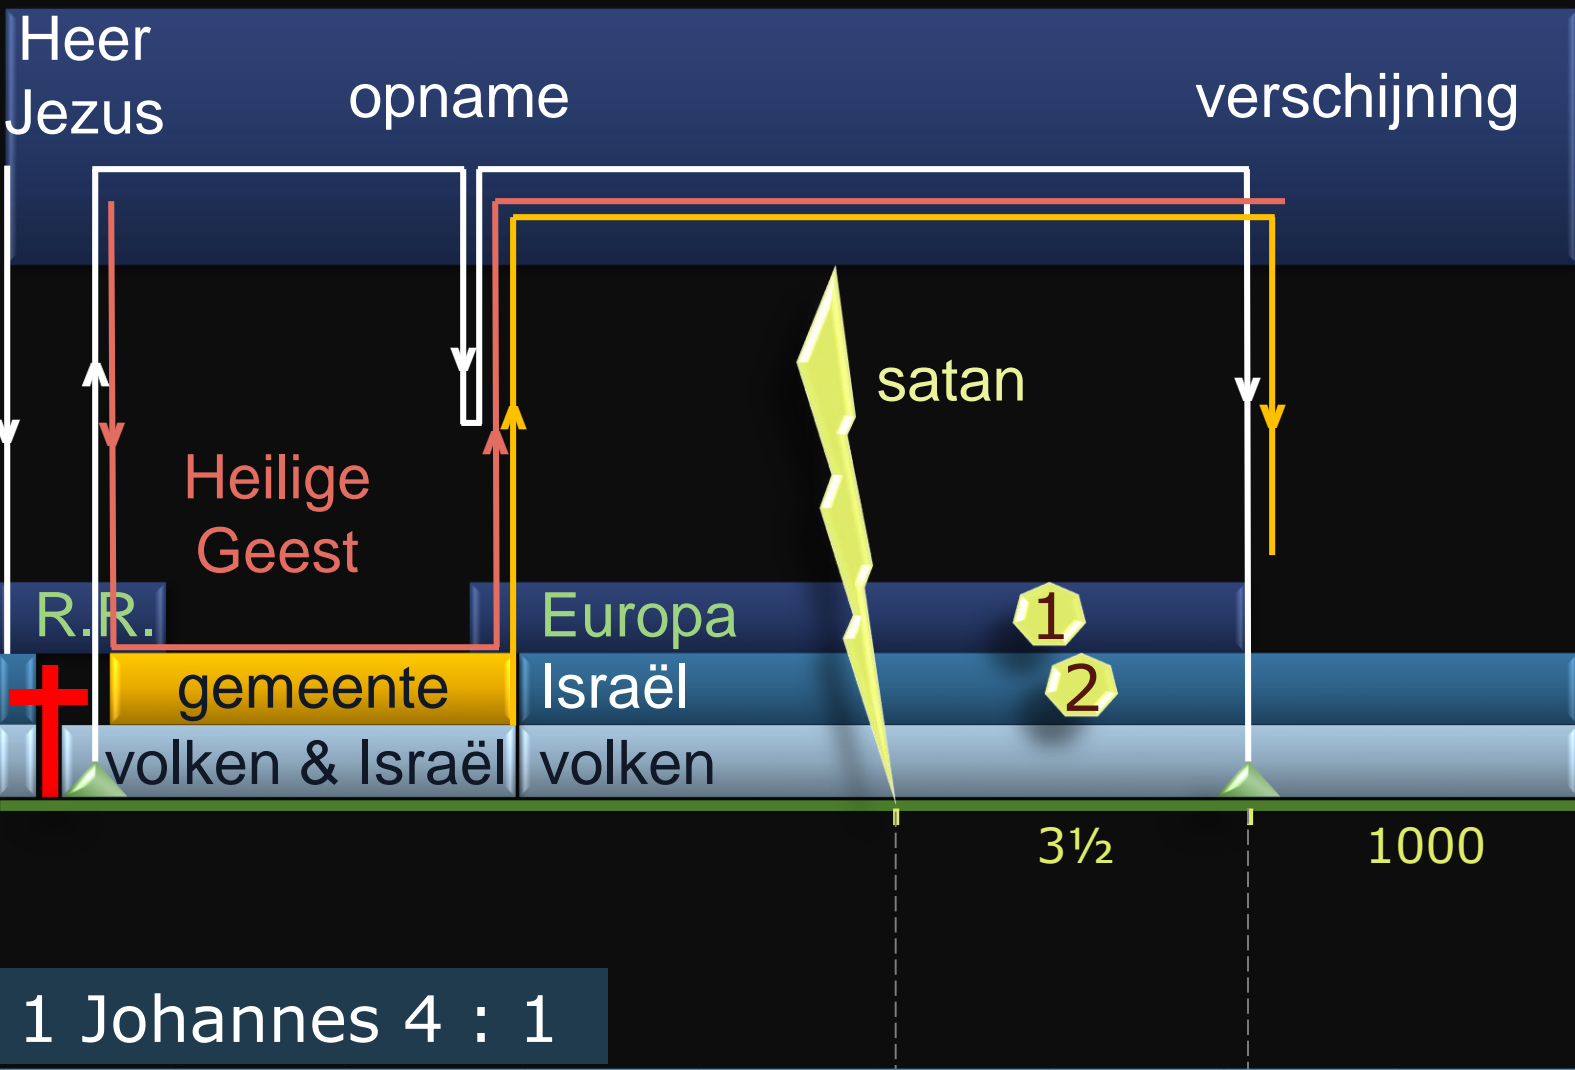 Heer
Jezus
opname
verschijning
satan
Heilige
Geest
R.R.
Europa
1
gemeente
Israël
2
volken & Israël
volken
3½
1000
1 Johannes 4 : 1